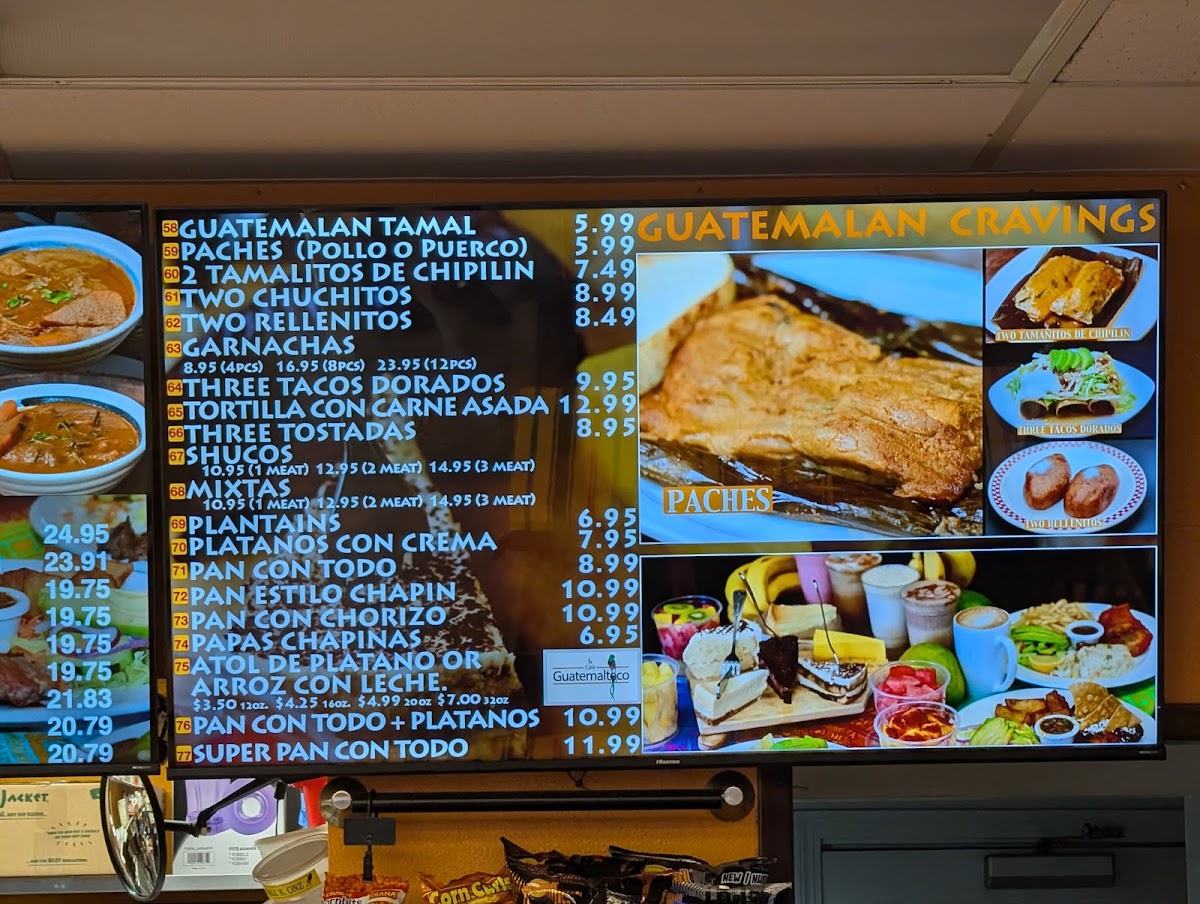 24.95
23.91
19.75
19.75
19.75
19.75
21.83
20.79
20.79
58 GUATEMALAN TAMAL 5.99
59 PACHES (POLLO O PUERCO) 5.99
60 2 TAMALITOS DE CHIPILIN 7.49
61 TWO CHUCHITOS 8.99
62 TWO RELLENITOS 8.49
63 GARNACHAS
8.95 (4PCS) 16.95 (8PCS) 23.95 (12PCS)
64 THREE TACOS DORADOS 9.95
65 TORTILLA CON CARNE ASADA 12.99
66 THREE TOSTADAS 8.95
67 SHUCOS
10.95 (1 MEAT) 12.95 (2 MEAT) 14.95 (3 MEAT)
68 MIXTAS
10.95 (1 MEAT) 12.95 (2 MEAT) 14.95 (3 MEAT)
69 PLANTAINS 6.95
70 PLATANOS CON CREMA 7.95
71 PAN CON TODO 8.99
72 PAN ESTILO CHAPIN 10.99
73 PAN CON CHORIZO 10.99
74 PAPAS CHAPINAS 6.95
75 ATOL DE PLATANO OR
ARROZ CON LECHE.
$3.50 12OZ. $4.25 16OZ. $4.99 20OZ $7.00 32OZ
76 PAN CON TODO + PLATANOS 10.99
77 SUPER PAN CON TODO 11.99
Café
Guatemalteco
GUATEMALAN CRAVINGS
PACHES
TWO TAMANITOS DE CHIPILIN
THREE TACOS DORADOS
TWO RELLENITOS
Hisense
JACKET
CORN CURLS
NEW!